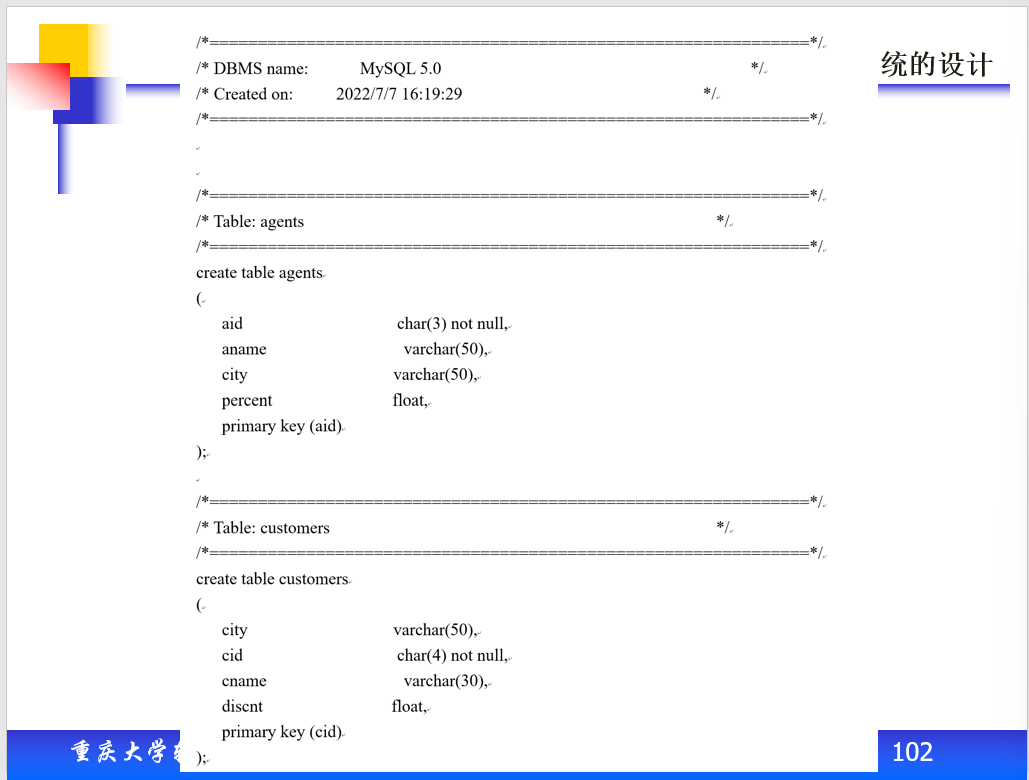 统的设计
/*==============================================================*/
/* DBMS name: MySQL 5.0 */
/* Created on: 2022/7/7 16:19:29 */
/*==============================================================*/
/*==============================================================*/
/* Table: agents */
/*==============================================================*/
create table agents
(
aid char(3) not null,
aname varchar(50),
city varchar(50),
percent float,
primary key (aid)
);
/*==============================================================*/
/* Table: customers */
/*==============================================================*/
create table customers
(
city varchar(50),
cid char(4) not null,
cname varchar(30),
discnt float,
primary key (cid)
);
重庆大学
102